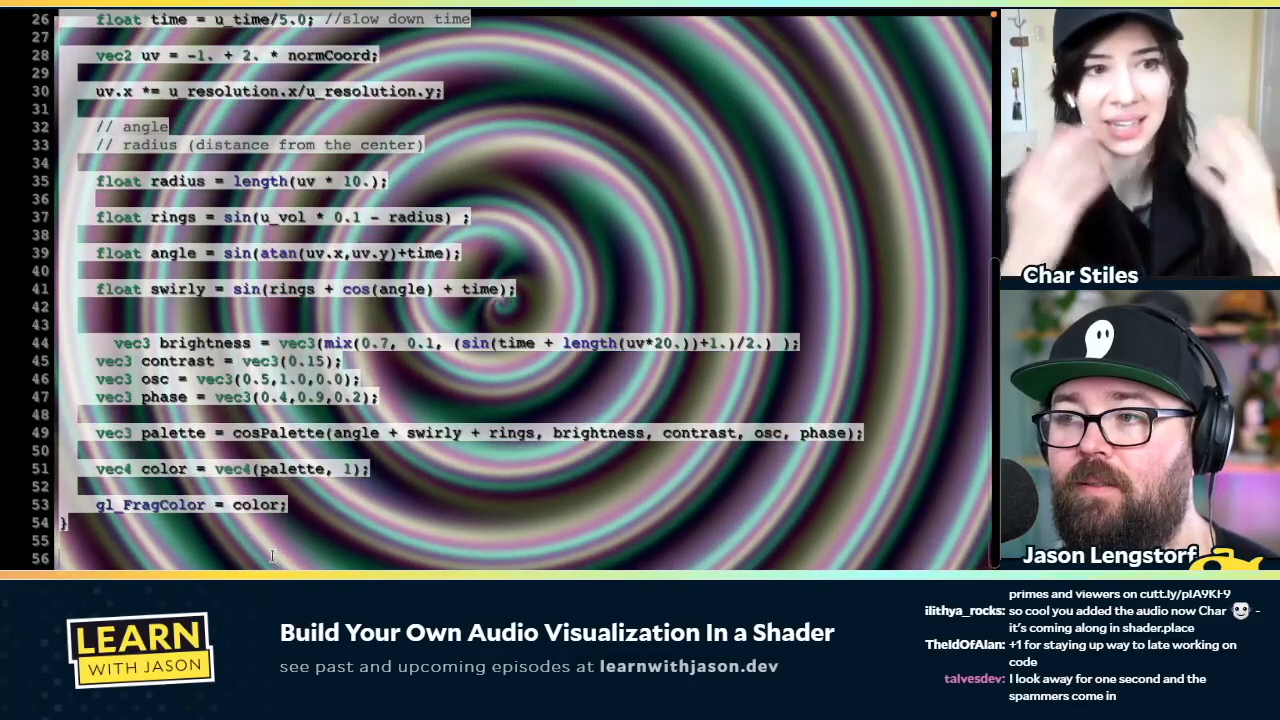 26 float time = u_time/5.0; //slow down time
27
28 vec2 uv = -1. + 2. * normCoord;
29
30 uv.x *= u_resolution.x/u_resolution.y;
31
32 // angle
33 // radius (distance from the center)
34
35 float radius = length(uv * 10.);
36
37 float rings = sin(u_vol * 0.1 - radius) ;
38
39 float angle = sin(atan(uv.x,uv.y)+time);
40
41 float swirly = sin(rings + cos(angle) + time);
42
43
44 vec3 brightness = vec3(mix(0.7, 0.1, (sin(time + length(uv*20.))+1.)/2.) );
45 vec3 contrast = vec3(0.15);
46 vec3 osc = vec3(0.5,1.0,0.0);
47 vec3 phase = vec3(0.4,0.9,0.2);
48
49 vec3 palette = cosPalette(angle + swirly + rings, brightness, contrast, osc, phase);
50
51 vec4 color = vec4(palette, 1);
52
53 gl_FragColor = color;
54 }
55
56
Char Stiles
Jason Lengstorf
LEARN
WITH JASON
Build Your Own Audio Visualization In a Shader
see past and upcoming episodes at learnwithjason.dev
primes and viewers on
ilithya_rocks: so cool you added the audio now Char -
it's coming along in shader.place
TheIdOfAlan: +1 for staying up way to late working on
code
talvesdev: I look away for one second and the
spammers come in